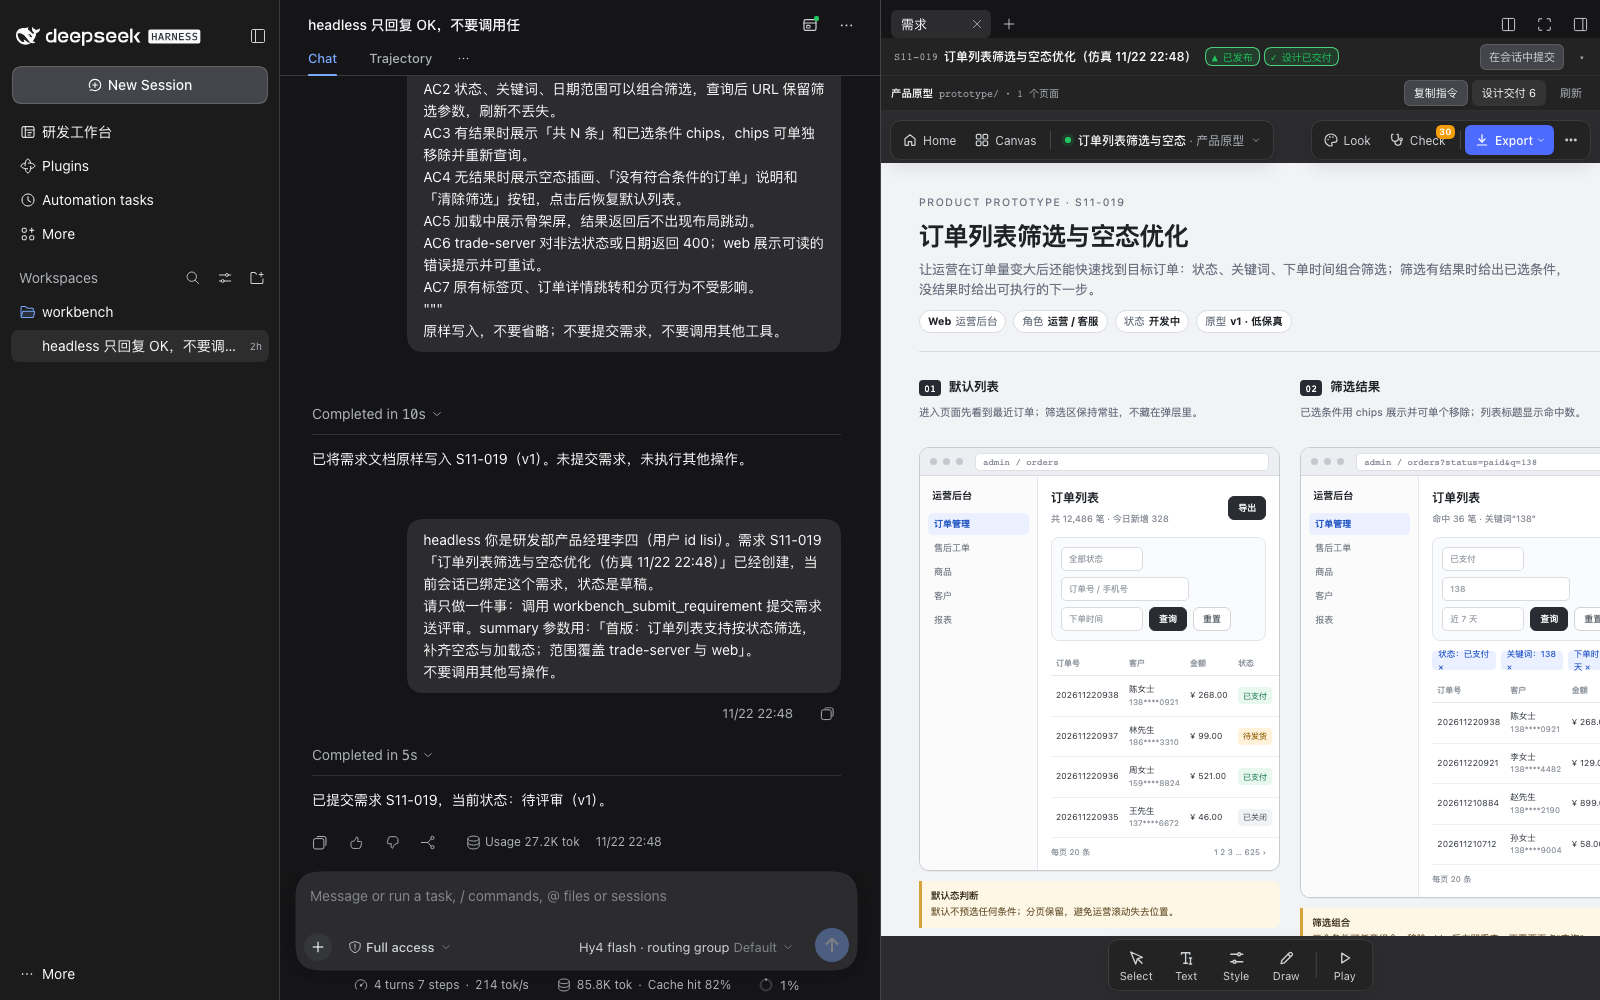 deepseek HARNESS
New Session
研发工作台
Plugins
Automation tasks
More
Workspaces
workbench
headless 只回复 OK，不要调... 2h
More
headless 只回复 OK，不要调用任
Chat
Trajectory
AC2 状态、关键词、日期范围可以组合筛选，查询后 URL 保留筛
选参数，刷新不丢失。
AC3 有结果时展示「共 N 条」和已选条件 chips，chips 可单独
移除并重新查询。
AC4 无结果时展示空态插画、「没有符合条件的订单」说明和
「清除筛选」按钮，点击后恢复默认列表。
AC5 加载中展示骨架屏，结果返回后不出现布局跳动。
AC6 trade-server 对非法状态或日期返回 400；web 展示可读的
错误提示并可重试。
AC7 原有标签页、订单详情跳转和分页行为不受影响。
"""
原样写入，不要省略；不要提交需求，不要调用其他工具。
Completed in 10s
已将需求文档原样写入 S11-019（v1）。未提交需求，未执行其他操作。
headless 你是研发部产品经理李四（用户 id lisi）。需求 S11-019
「订单列表筛选与空态优化（仿真 11/22 22:48）」已经创建，当
前会话已绑定这个需求，状态是草稿。
请只做一件事：调用 workbench_submit_requirement 提交需求
送评审。summary 参数用：「首版：订单列表支持按状态筛选，
补齐空态与加载态；范围覆盖 trade-server 与 web」。
不要调用其他写操作。
11/22 22:48
Completed in 5s
已提交需求 S11-019，当前状态：待评审（v1）。
Usage 27.2K tok 11/22 22:48
Message or run a task, / commands, @ files or sessions
Full access
Hy4 flash · routing group Default
4 turns 7 steps · 214 tok/s
85.8K tok · Cache hit 82%
1%
需求
S11-019 订单列表筛选与空态优化（仿真 11/22 22:48）
▲ 已发布
✓ 设计已交付
在会话中提交
产品原型 prototype/ · 1 个页面
复制指令
设计交付 6
刷新
Home
Canvas
订单列表筛选与空态 · 产品原型
Look
Check 30
Export
PRODUCT PROTOTYPE · S11-019
订单列表筛选与空态优化
让运营在订单量变大后还能快速找到目标订单：状态、关键词、下单时间组合筛选；筛选有结果时给出已选条件，
没结果时给出可执行的下一步。
Web 运营后台
角色 运营 / 客服
状态 开发中
原型 v1 · 低保真
01 默认列表
进入页面先看到最近订单；筛选区保持常驻，不藏在弹层里。
admin / orders
运营后台
订单管理
售后工单
商品
客户
报表
订单列表
共 12,486 笔 · 今日新增 328
导出
全部状态
订单号 / 手机号
下单时间
查询
重置
订单号 客户 金额 状态
202611220938 陈女士 138****0921 ¥ 268.00 已支付
202611220937 林先生 186****3310 ¥ 99.00 待发货
202611220936 周女士 159****8824 ¥ 521.00 已支付
202611220935 王先生 137****6672 ¥ 46.00 已关闭
每页 20 条
1 2 3 … 625 ›
默认态判断
默认不预选任何条件；分页保留，避免运营滚动失去位置。
02 筛选结果
已选条件用 chips 展示并可单个移除；列表标题显示命中数。
admin / orders?status=paid&q=138
运营后台
订单管理
售后工单
商品
客户
报表
订单列表
命中 36 笔 · 关键词“138”
已支付
138
近 7 天
查询
重置
状态：已支付 ×
关键词：138 ×
下单时
天 ×
订单号 客户 金额
202611220938 陈女士 138****0921 ¥ 268.
202611220921 李女士 138****4482 ¥ 129.0
202611210884 赵先生 138****2190 ¥ 899.
202611210712 孙女士 138****9004 ¥ 58.0
每页 20 条
筛选组合
Select
Text
Style
Draw
Play